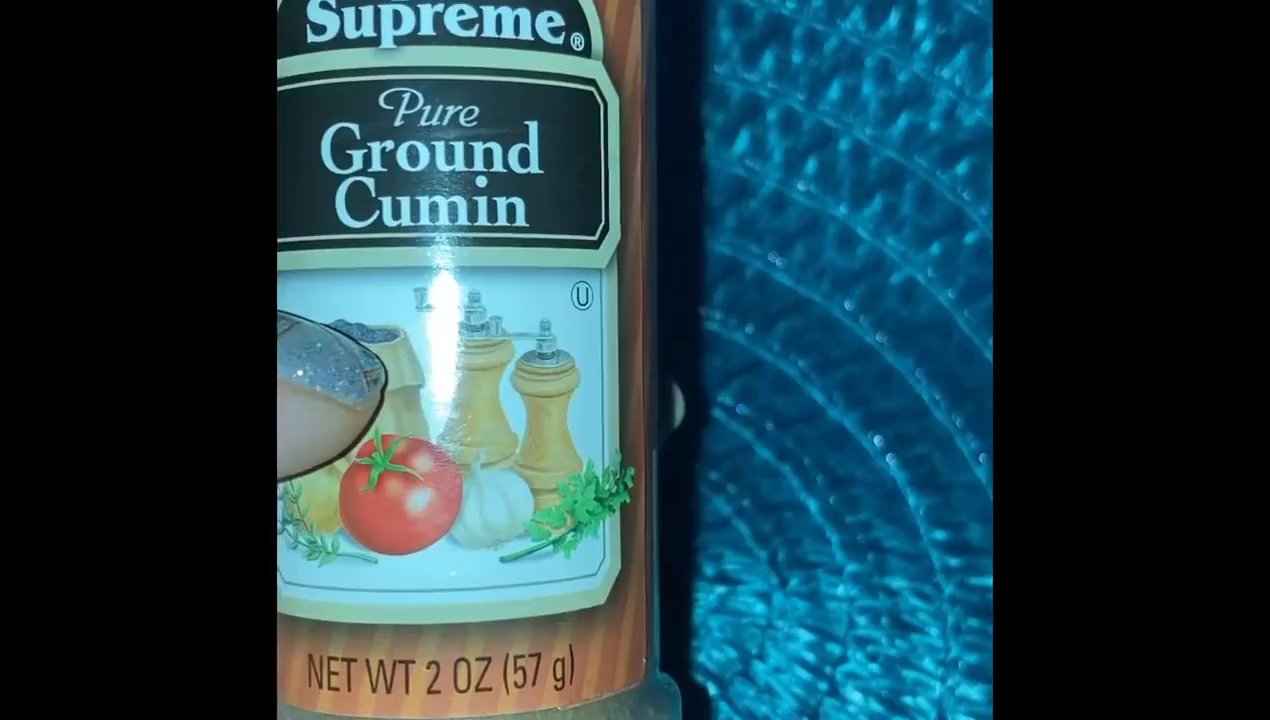 Supreme®
Pure
Ground
Cumin
U
NET WT 2 OZ (57 g)